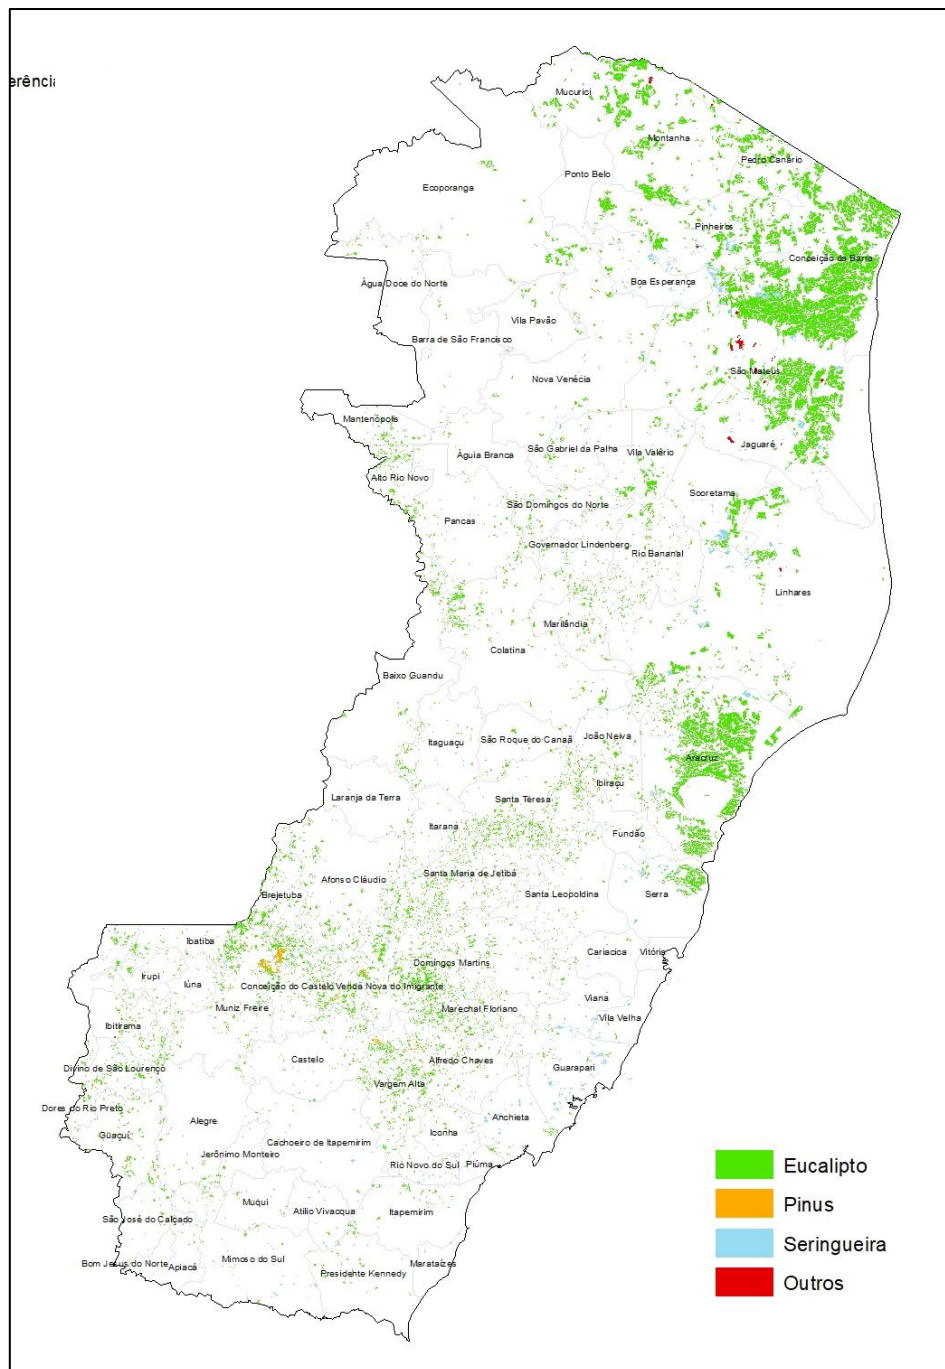 erência
Mucurici
Montanha
Pedro Canário
Ponto Belo
Ecoporanga
Pinheiros
Conceição da Barra
Boa Esperança
Água Doce do Norte
Vila Pavão
Barra de São Francisco
São Mateus
Nova Venécia
Mantenópolis
Jaguaré
São Gabriel da Palha
Vila Valério
Águia Branca
Alto Rio Novo
Sooretama
São Domingos do Norte
Pancas
Governador Lindenberg
Rio Bananal
Linhares
Marilândia
Colatina
Baixo Guandu
João Neiva
São Roque do Canaã
Itaguaçu
Aracruz
Ibiraçu
Laranja da Terra
Santa Teresa
Itarana
Fundão
Santa Maria de Jetibá
Afonso Cláudio
Brejetuba
Santa Leopoldina
Serra
Ibatiba
Cariacica
Vitória
Domingos Martins
Irupi
Iúna
Conceição do Castelo
Venda Nova do Imigrante
Viana
Muniz Freire
Marechal Floriano
Vila Velha
Ibitirama
Castelo
Alfredo Chaves
Guarapari
Divino de São Lourenço
Vargem Alta
Dores do Rio Preto
Anchieta
Alegre
Guaçuí
Iconha
Cachoeiro de Itapemirim
Jerônimo Monteiro
Rio Novo do Sul
Piúma
Eucalipto
Muqui
Pinus
Atilio Vivacqua
Itapemirim
São José do Calçado
Seringueira
Mimoso do Sul
Bom Jesus do Norte
Apiacá
Marataízes
Presidente Kennedy
Outros